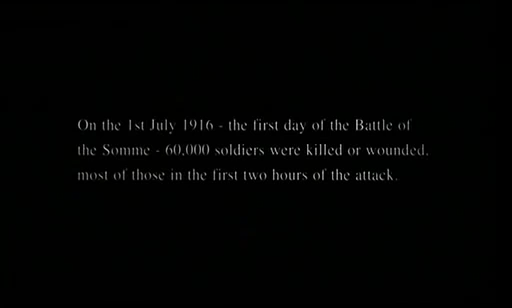 On the 1st July 1916 - the first day of the Battle of
the Somme - 60,000 soldiers were killed or wounded,
most of those in the first two hours of the attack.